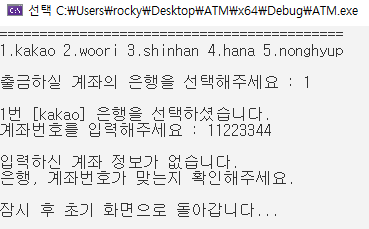 선택 C:₩Users₩rocky₩Desktop₩ATM₩x64₩Debug₩ATM.exe
========================================
1.kakao 2.woori 3.shinhan 4.hana 5.nonghyup
출금하실 계좌의 은행을 선택해주세요 : 1
1번 [kakao] 은행을 선택하셨습니다.
계좌번호를 입력해주세요 : 11223344
입력하신 계좌 정보가 없습니다.
은행, 계좌번호가 맞는지 확인해주세요.
잠시 후 초기 화면으로 돌아갑니다...